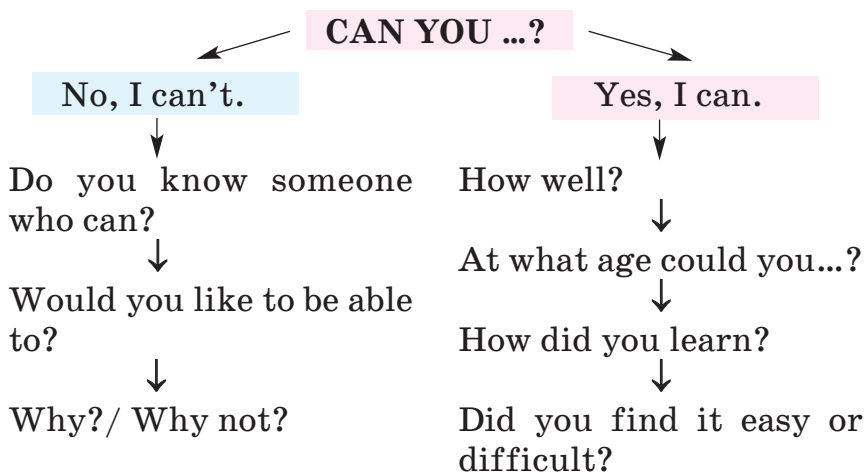 CAN YOU ...?
No, I can't.
Do you know someone
who can?
Would you like to be able
to?
Why?/ Why not?
Yes, I can.
How well?
At what age could you...?
How did you learn?
Did you find it easy or
difficult?